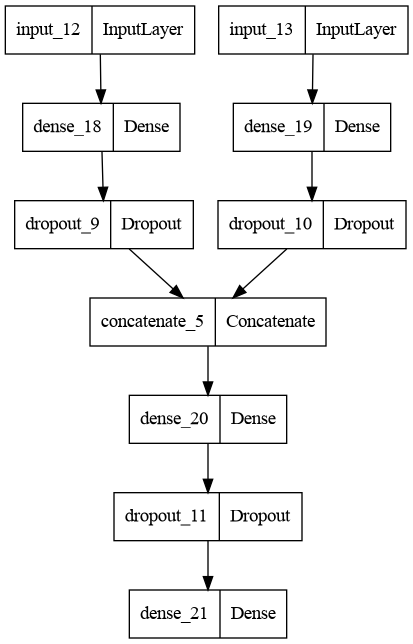 input_12 InputLayer input_13 InputLayer
dense_18 Dense dense_19 Dense
dropout_9 Dropout dropout_10 Dropout
concatenate_5 Concatenate
dense_20 Dense
dropout_11 Dropout
dense_21 Dense